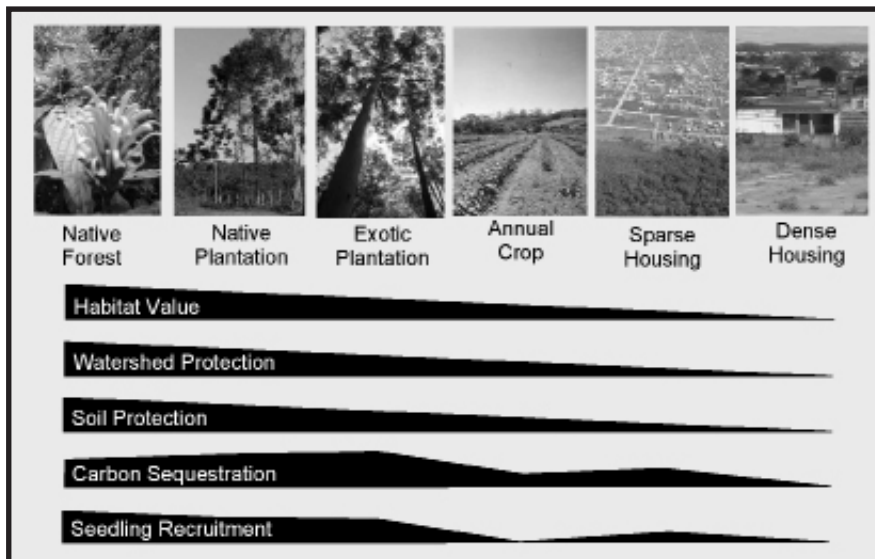 Native
Forest
Native
Plantation
Exotic
Plantation
Annual
Crop
Sparse
Housing
Dense
Housing
Habitat Value
Watershed Protection
Soil Protection
Carbon Sequestration
Seedling Recruitment